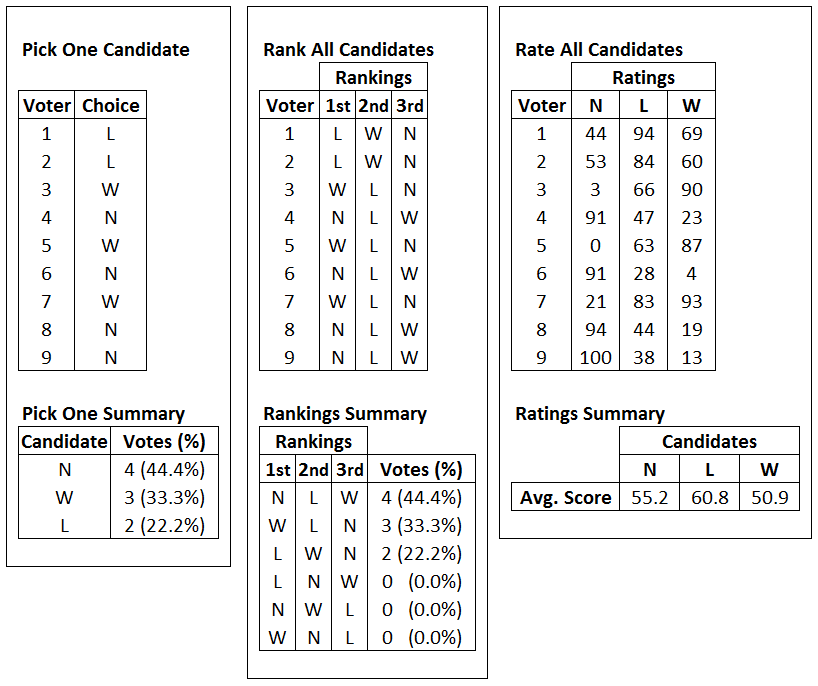 Pick One Candidate
Voter Choice
1 L
2 L
3 W
4 N
5 W
6 N
7 W
8 N
9 N
Pick One Summary
Candidate Votes (%)
N 4 (44.4%)
W 3 (33.3%)
L 2 (22.2%)
Rank All Candidates
Rankings
Voter 1st 2nd 3rd
1 L W N
2 L W N
3 W L N
4 N L W
5 W L N
6 N L W
7 W L N
8 N L W
9 N L W
Rankings Summary
Rankings
1st 2nd 3rd Votes (%)
N L W 4 (44.4%)
W L N 3 (33.3%)
L W N 2 (22.2%)
L N W 0 (0.0%)
N W L 0 (0.0%)
W N L 0 (0.0%)
Rate All Candidates
Ratings
Voter N L W
1 44 94 69
2 53 84 60
3 3 66 90
4 91 47 23
5 0 63 87
6 91 28 4
7 21 83 93
8 94 44 19
9 100 38 13
Ratings Summary
Candidates
N L W
Avg. Score 55.2 60.8 50.9